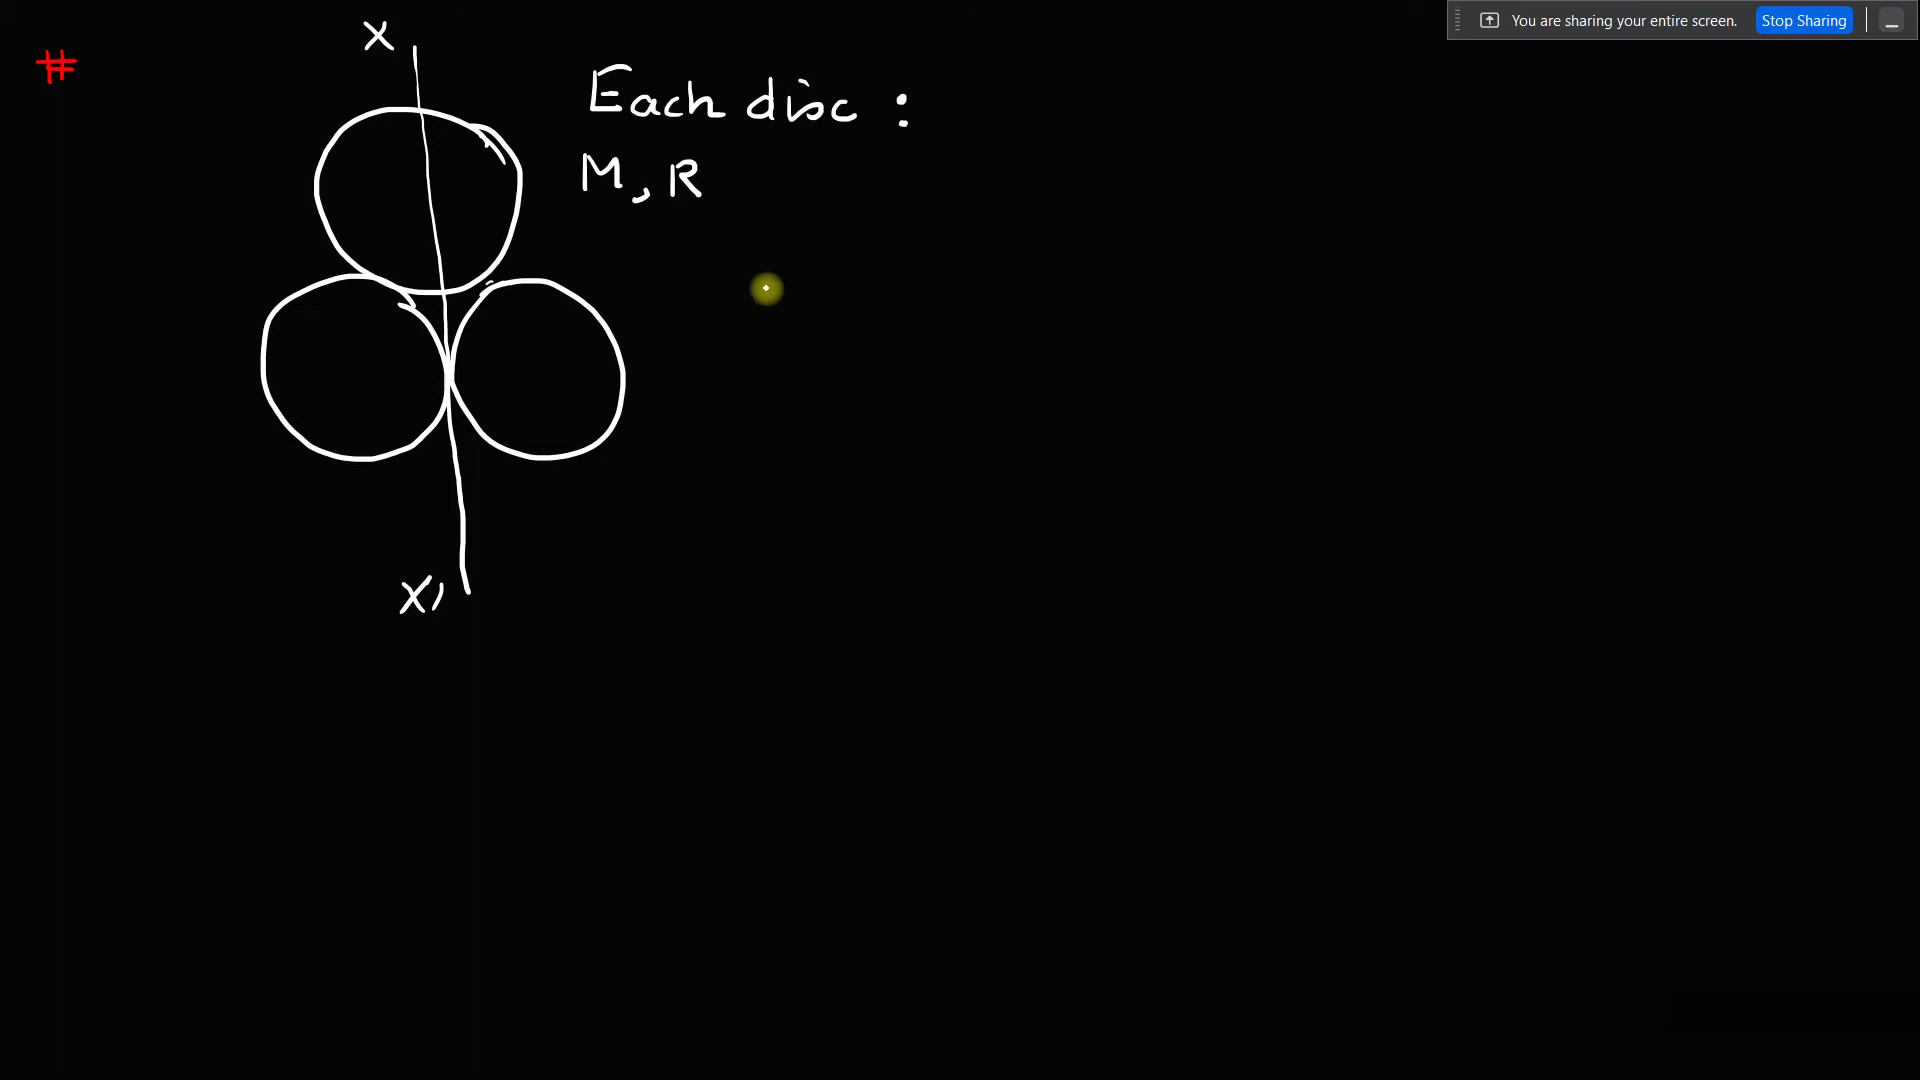 You are sharing your entire screen. Stop Sharing
#
X
Each disc :
M, R
X'